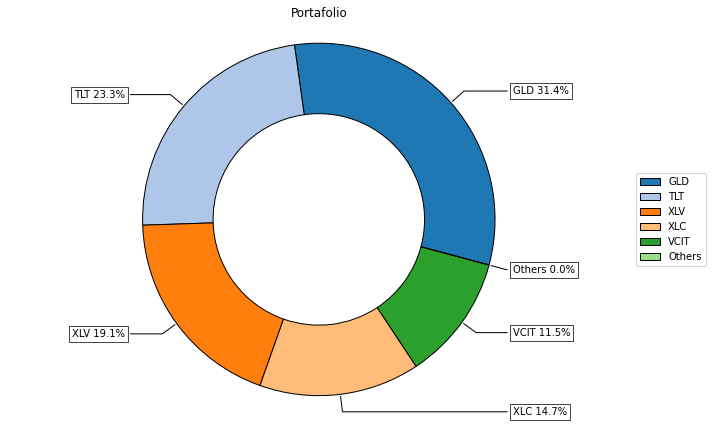 Portafolio
TLT 23.3%
GLD 31.4%
Others 0.0%
XLV 19.1%
VCIT 11.5%
XLC 14.7%
GLD
TLT
XLV
XLC
VCIT
Others